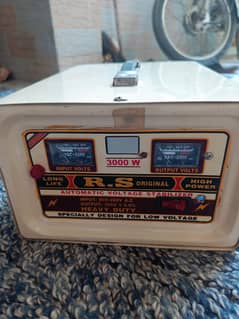 INPUT VOLTS
3000 W
OUTPUT VOLTS
LONG LIFE
R.S ORIGINAL
HIGH POWER
AUTOMATIC VOLTAGE STABILIZER
HEAVY DUTY
SPECIALLY DESIGN FOR LOW VOLTAGE